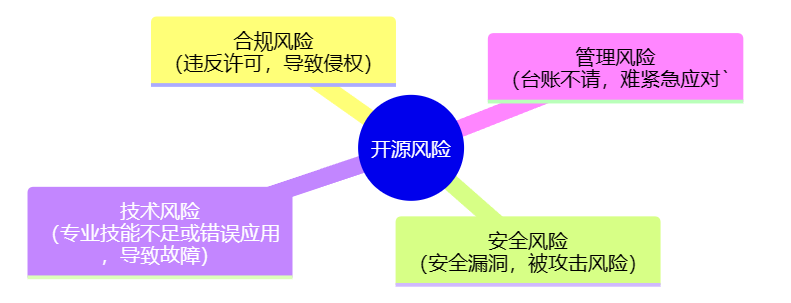 合规风险
（违反许可，导致侵权）
管理风险
（台账不请，难紧急应对`
开源风险
技术风险
（专业技能不足或错误应用
，导致故障）
安全风险
（安全漏洞，被攻击风险）